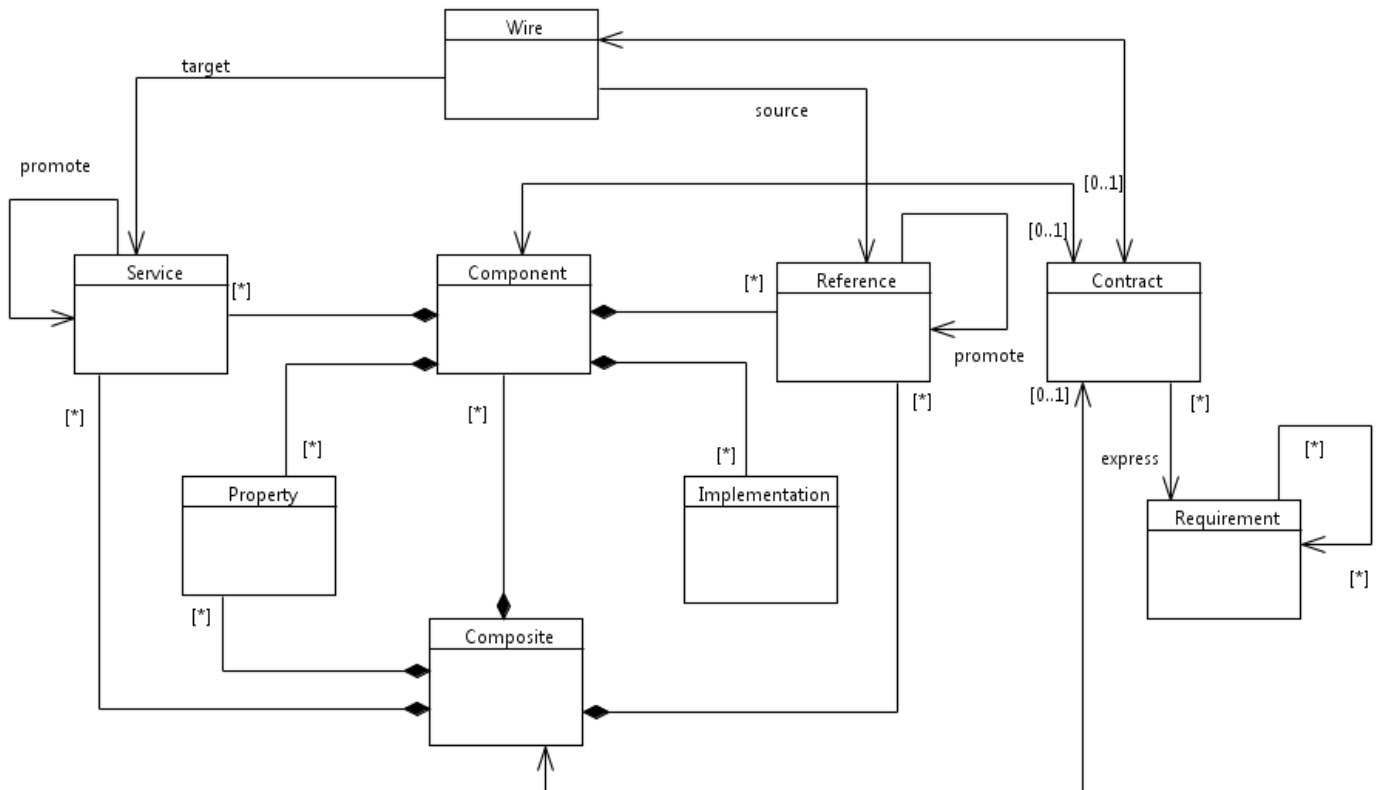 Wire
target
source
promote
[0..1]
[0..1]
Service
Component
Reference
Contract
[*]
[*]
promote
[*]
[*]
[*]
[0..1]
[*]
[*]
[*]
express
[*]
Property
Implementation
Requirement
[*]
[*]
Composite